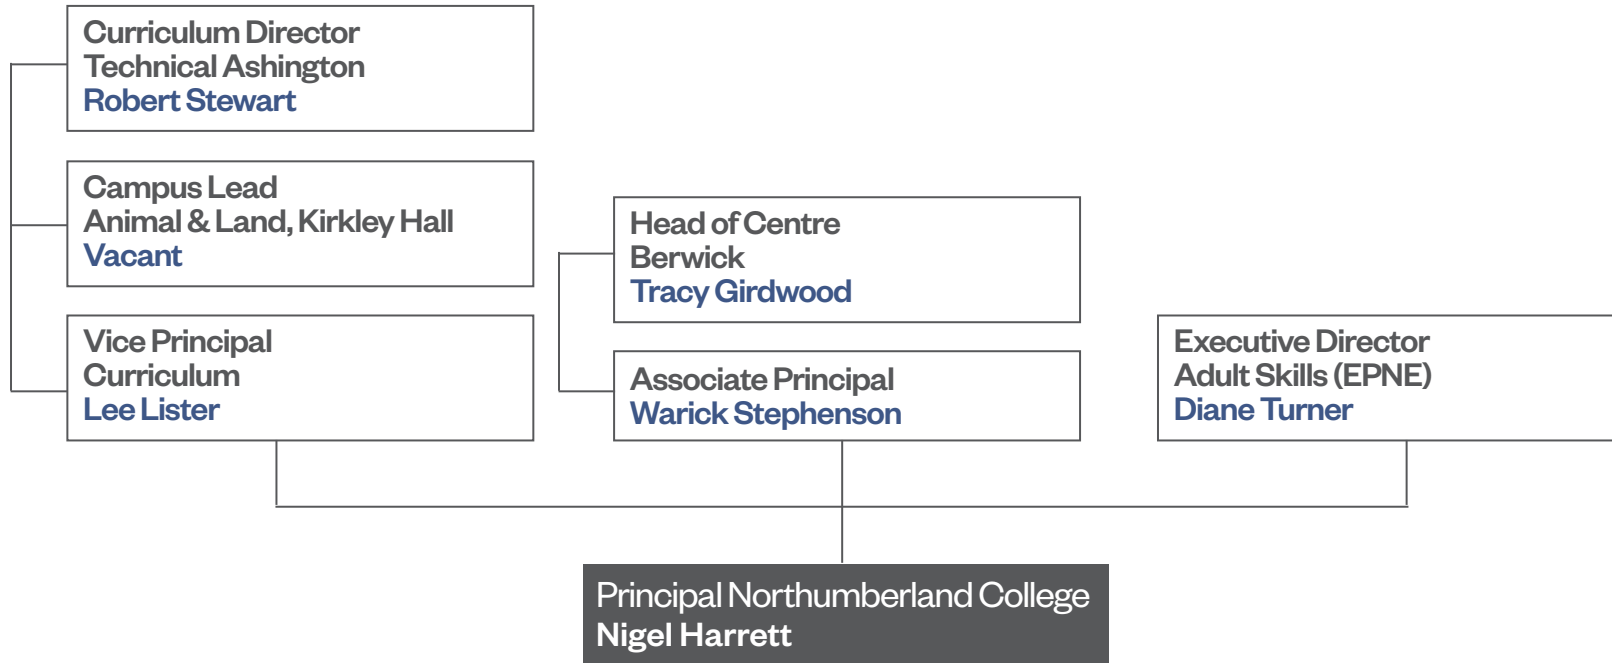 Curriculum Director
Technical Ashington
Robert Stewart
Campus Lead
Animal & Land, Kirkley Hall
Vacant
Vice Principal
Curriculum
Lee Lister
Head of Centre
Berwick
Tracy Girdwood
Associate Principal
Warick Stephenson
Executive Director
Adult Skills (EPNE)
Diane Turner
Principal Northumberland College
Nigel Harrett